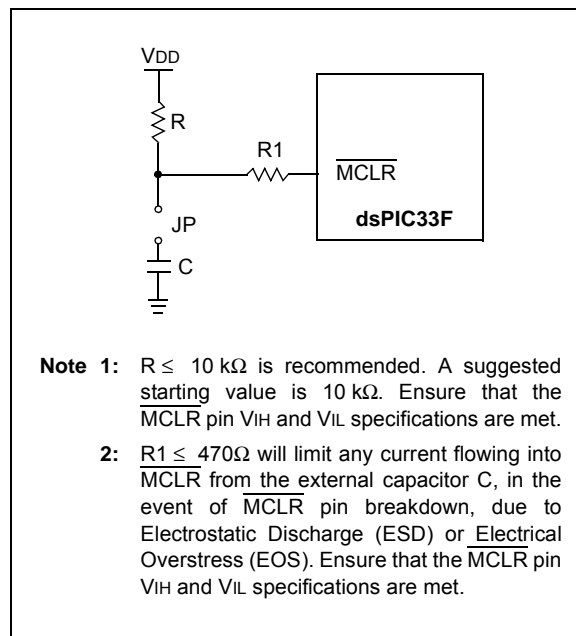 VDD
R
R1
MCLR
dsPIC33F
JP
C
Note 1: R ≤ 10 kΩ is recommended. A suggested
starting value is 10 kΩ. Ensure that the
MCLR pin VIH and VIL specifications are met.
2: R1 ≤ 470Ω will limit any current flowing into
MCLR from the external capacitor C, in the
event of MCLR pin breakdown, due to
Electrostatic Discharge (ESD) or Electrical
Overstress (EOS). Ensure that the MCLR pin
VIH and VIL specifications are met.